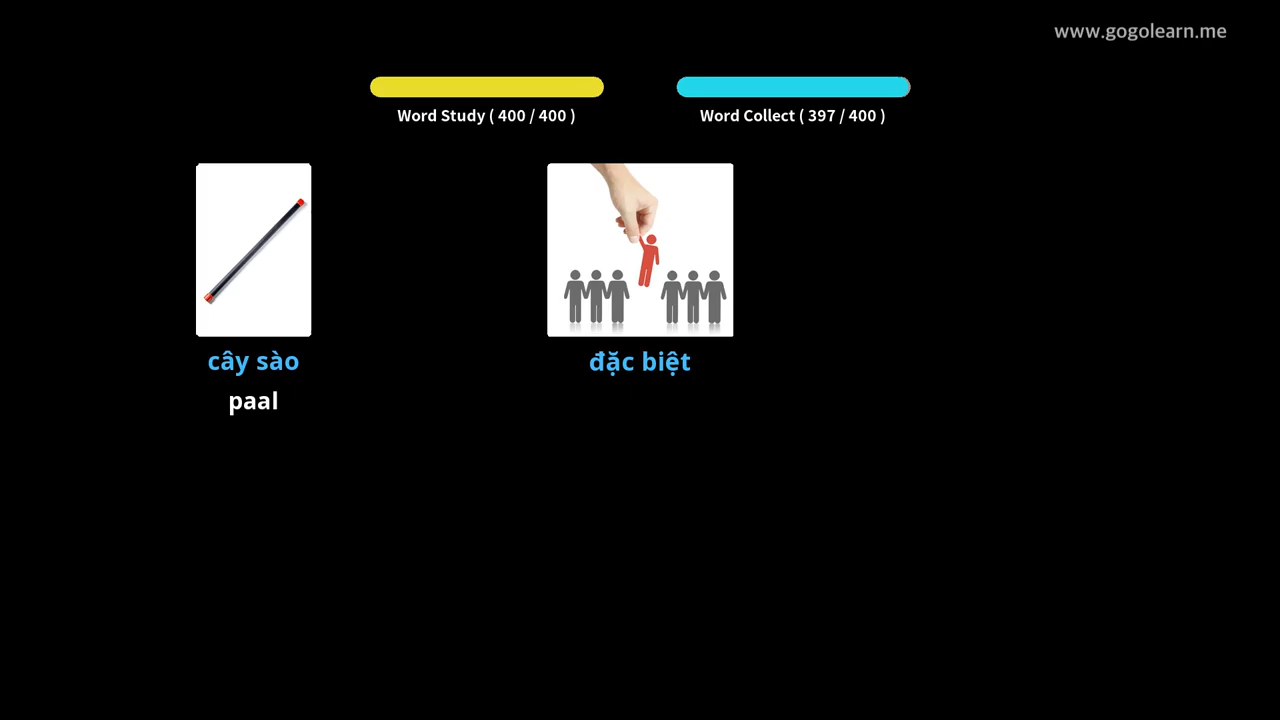 www.gogolearn.me
Word Study ( 400 / 400 )
Word Collect ( 397 / 400 )
cây sào
paal
đặc biệt